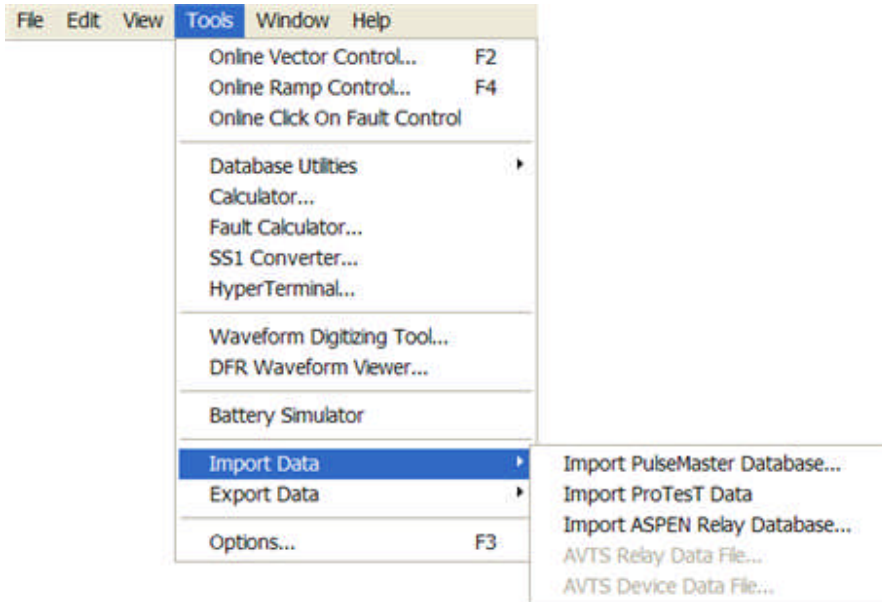 File Edit View Tools Window Help
Online Vector Control... F2
Online Ramp Control... F4
Online Click On Fault Control
Database Utilities
Calculator...
Fault Calculator...
SS1 Converter...
HyperTerminal...
Waveform Digitizing Tool...
DFR Waveform Viewer...
Battery Simulator
Import Data
Export Data
Options... F3
Import PulseMaster Database...
Import ProTesT Data
Import ASPEN Relay Database...
AVTS Relay Data File...
AVTS Device Data File...